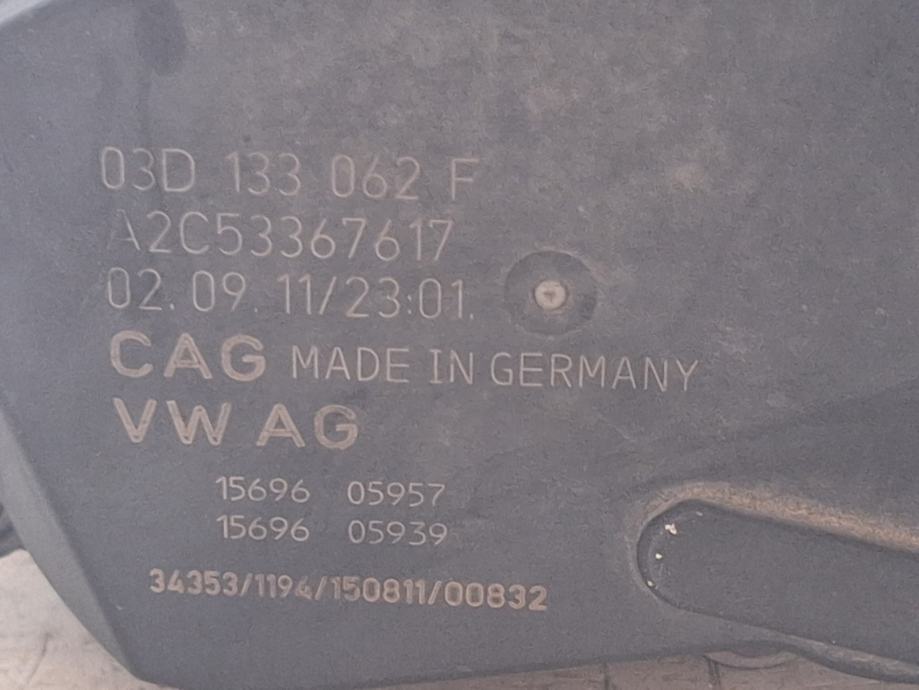 03D 133 062 F
A2C53367617
02.09.11/23:01.
CAG MADE IN GERMANY
VW AG
15696 05957
15696 05939
34353/1194/150811/00832